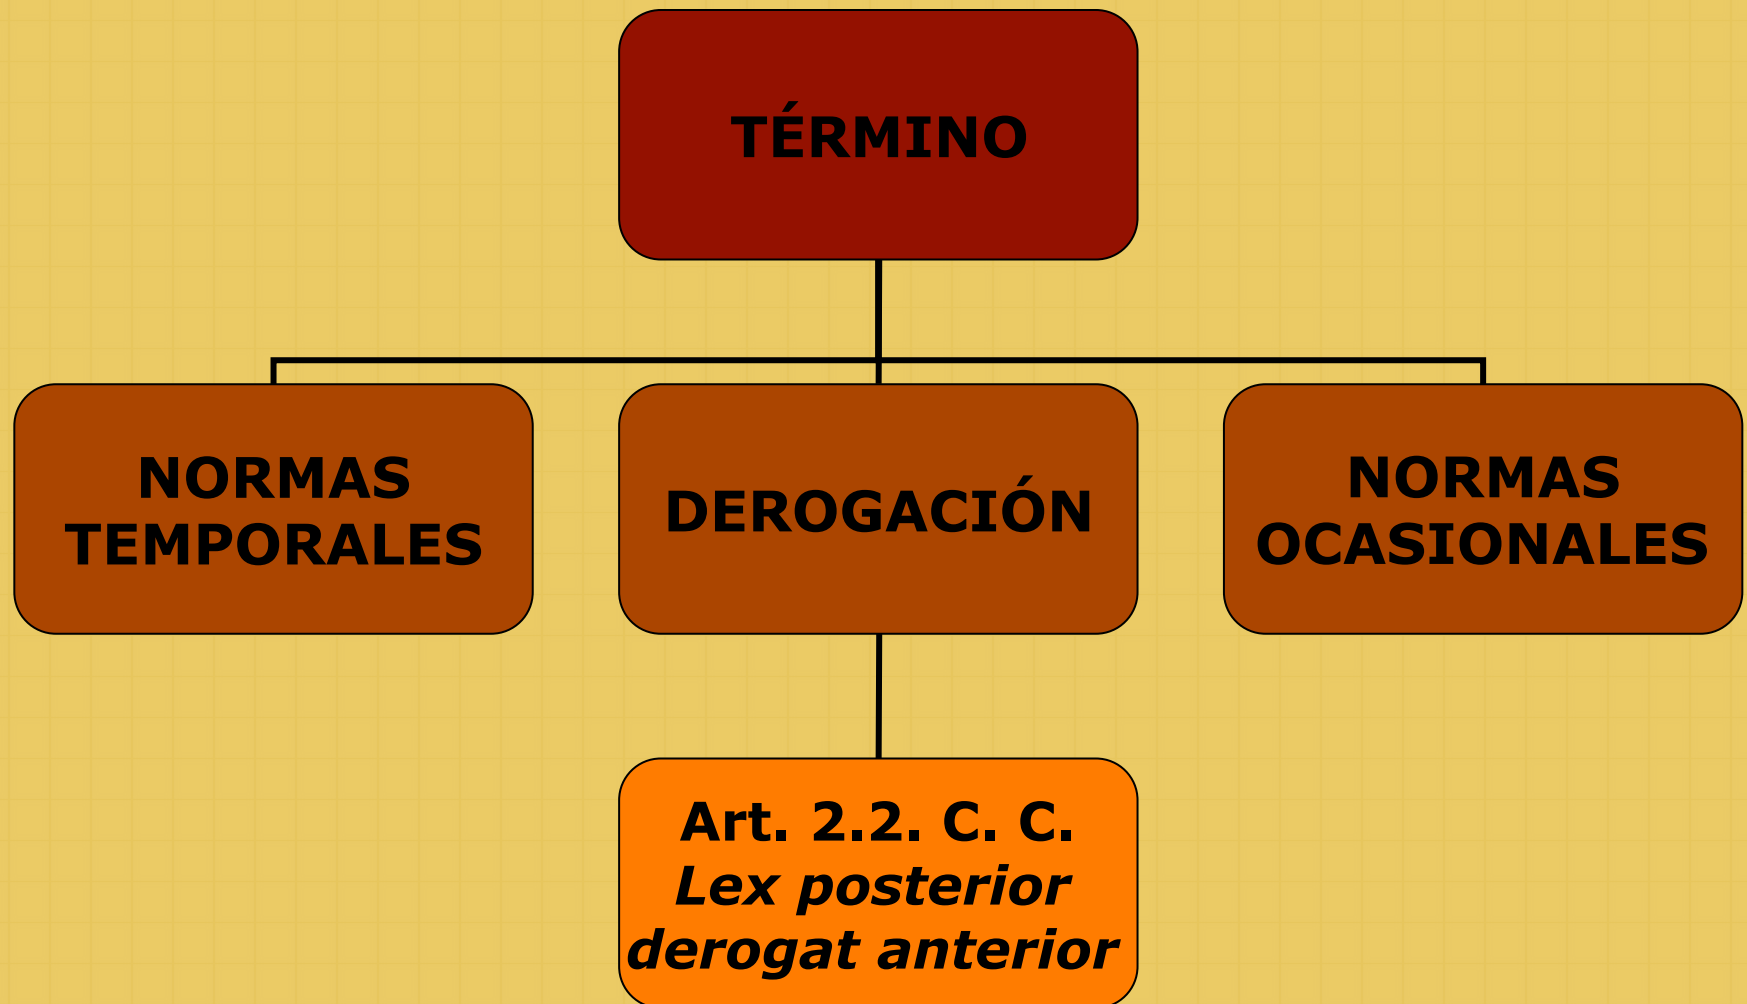 TÉRMINO
NORMAS
TEMPORALES
DEROGACIÓN
NORMAS
OCASIONALES
Art. 2.2. C. C.
Lex posterior
derogat anterior